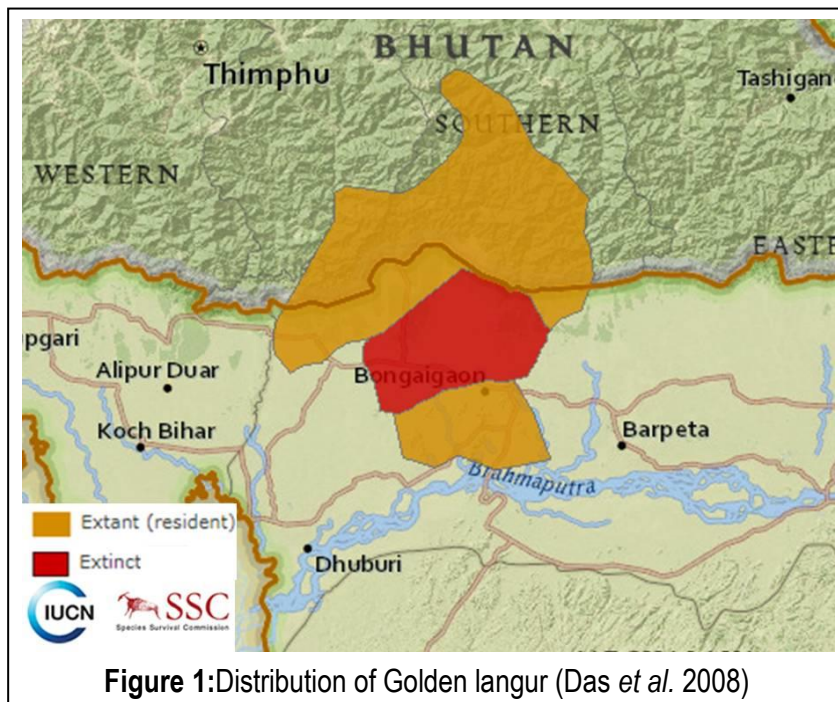 BHUTAN
Thimphu
Tashigan
SOUTHERN
WESTERN
EASTE
pgari
Alipur Duar
Bongaigaon
Koch Bihar
Barpeta
Brahmaputra
Extant (resident)
Extinct
Dhuburi
IUCN
SSC
Species Survival Commission
Figure 1:Distribution of Golden langur (Das et al. 2008)